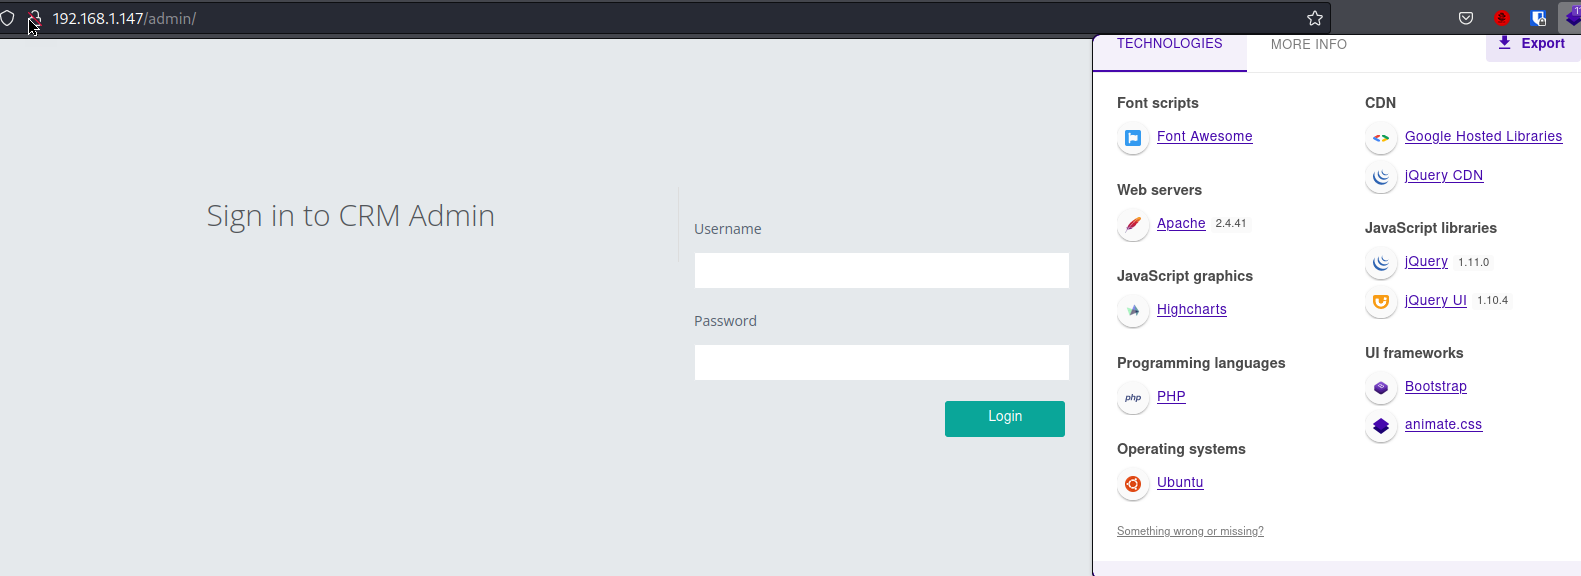 192.168.1.147/admin/
TECHNOLOGIES
MORE INFO
Export
Sign in to CRM Admin
Username
Password
Login
Font scripts
Font Awesome
Web servers
Apache 2.4.41
JavaScript graphics
Highcharts
Programming languages
php PHP
Operating systems
Ubuntu
Something wrong or missing?
CDN
Google Hosted Libraries
jQuery CDN
JavaScript libraries
jQuery 1.11.0
jQuery UI 1.10.4
UI frameworks
Bootstrap
animate.css